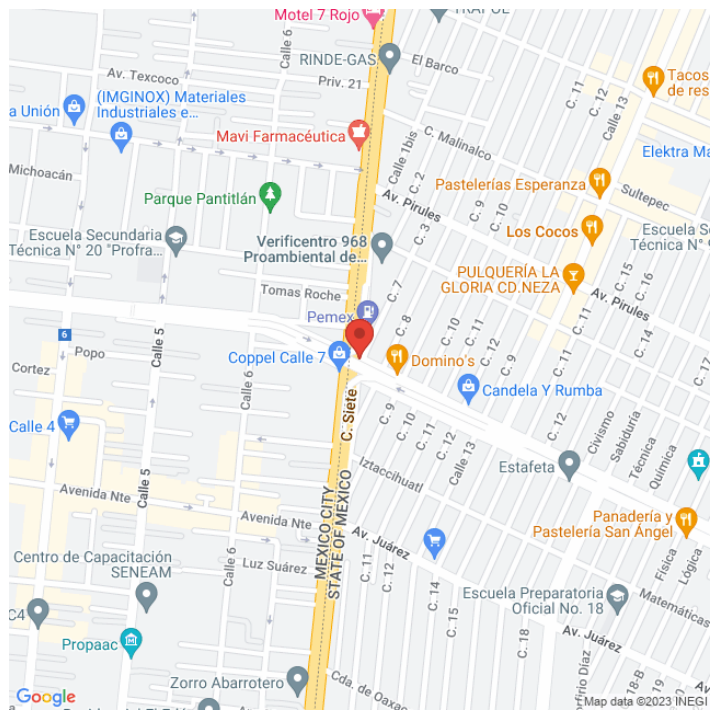 Motel 7 Rojo
TRAPUL
Calle 6
RINDE-GAS
El Barco
Av. Texcoco
Priv. 21
Tacos
de res
C. 11
C. 12
Calle 13
a Unión
(IMGINOX) Materiales
Industriales e...
Mavi Farmacéutica
C. Malinalco
Calle 1bis
Elektra Ma
Michoacán
Pastelerías Esperanza
Sultepec
Parque Pantitlán
C. 2
Av. Pirules
C. 9
C. 10
C. 3
Escuela Secundaria
Técnica N° 20 "Profra...
Verificentro 968
Proambiental de...
Los Cocos
Escuela Se
Técnica N°
PULQUERÍA LA
GLORIA CD.NEZA
C. 15
C. 16
Tomas Roche
C. 7
Av. Pirules
Pemex
C. 8
C. 10
C. 11
C. 12
C. 11
C. 14
6
Popo
Calle 5
Cortez
Calle 6
Coppel Calle 7
Domino's
C. 9
C. 17
Candela Y Rumba
C. Siete
C. 9
C. 10
C. 11
C. 12
Calle 13
C. 12
Civismo
Sabiduría
Técnica
Química
Calle 4
Iztaccihuatl
Estafeta
Calle 5
Avenida Nte
Avenida Nte
MEXICO CITY
STATE OF MEXICO
Panadería y
Pastelería San Ángel
Av. Juárez
Centro de Capacitación
SENEAM
Calle 6
Luz Suárez
C. 11
C. 14
C. 15
Física
Lógica
Escuela Preparatoria
Oficial No. 18
Matemáticas
C4
Propaac
C. 18
Av. Juárez
Zorro Abarrotero
Cda. de Oaxac
orfirio Díaz
18-B
C. 19
Google
Map data ©2023 INEGI